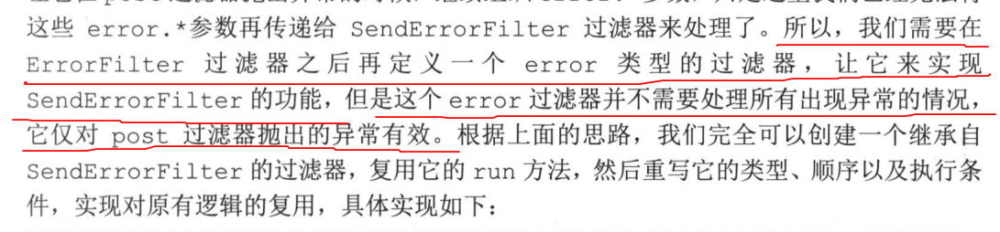 这些 error.*参数再传递给 SendErrorFilter 过滤器来处理了。所以，我们需要在
ErrorFilter 过滤器之后再定义一个 error 类型的过滤器，让它来实现
SendErrorFilter 的功能，但是这个 error 过滤器并不需要处理所有出现异常的情况，
它仅对 post 过滤器抛出的异常有效。根据上面的思路，我们完全可以创建一个继承自
SendErrorFilter 的过滤器，复用它的 run 方法，然后重写它的类型、顺序以及执行条
件，实现对原有逻辑的复用，具体实现如下：